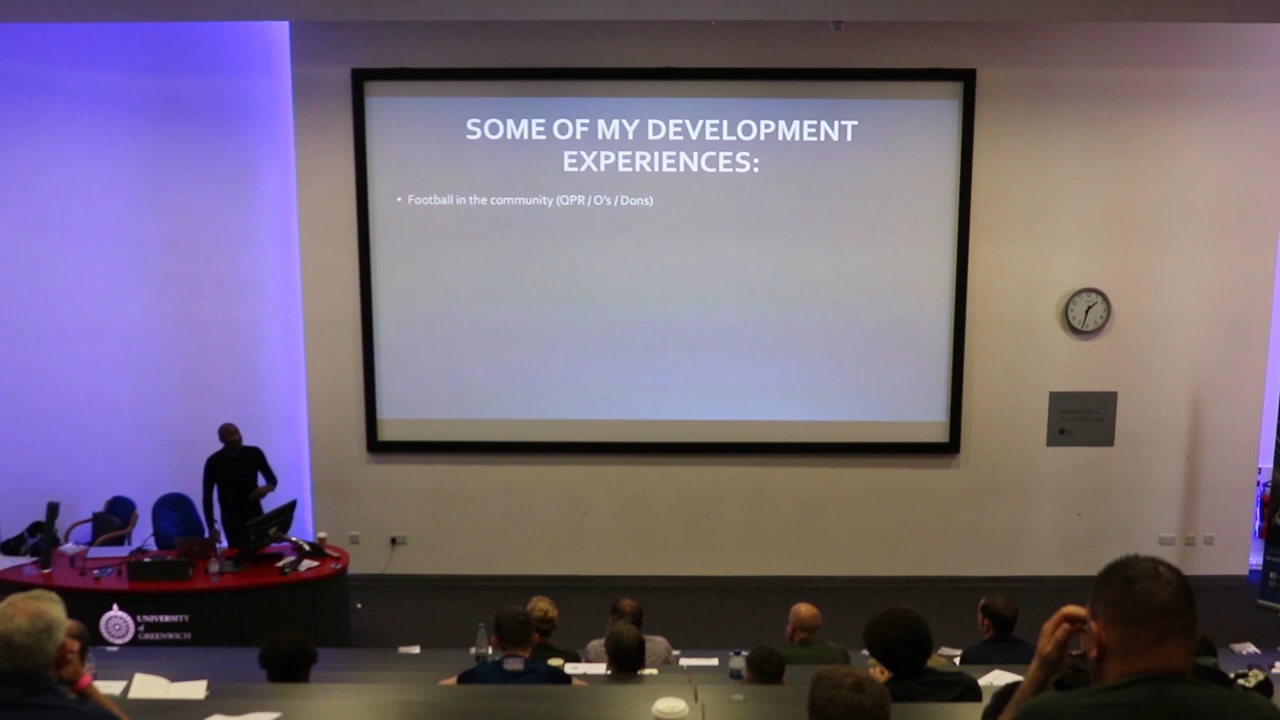 SOME OF MY DEVELOPMENT
EXPERIENCES:
▪ Football in the community (QPR / O's / Dons)
UNIVERSITY
of
GREENWICH